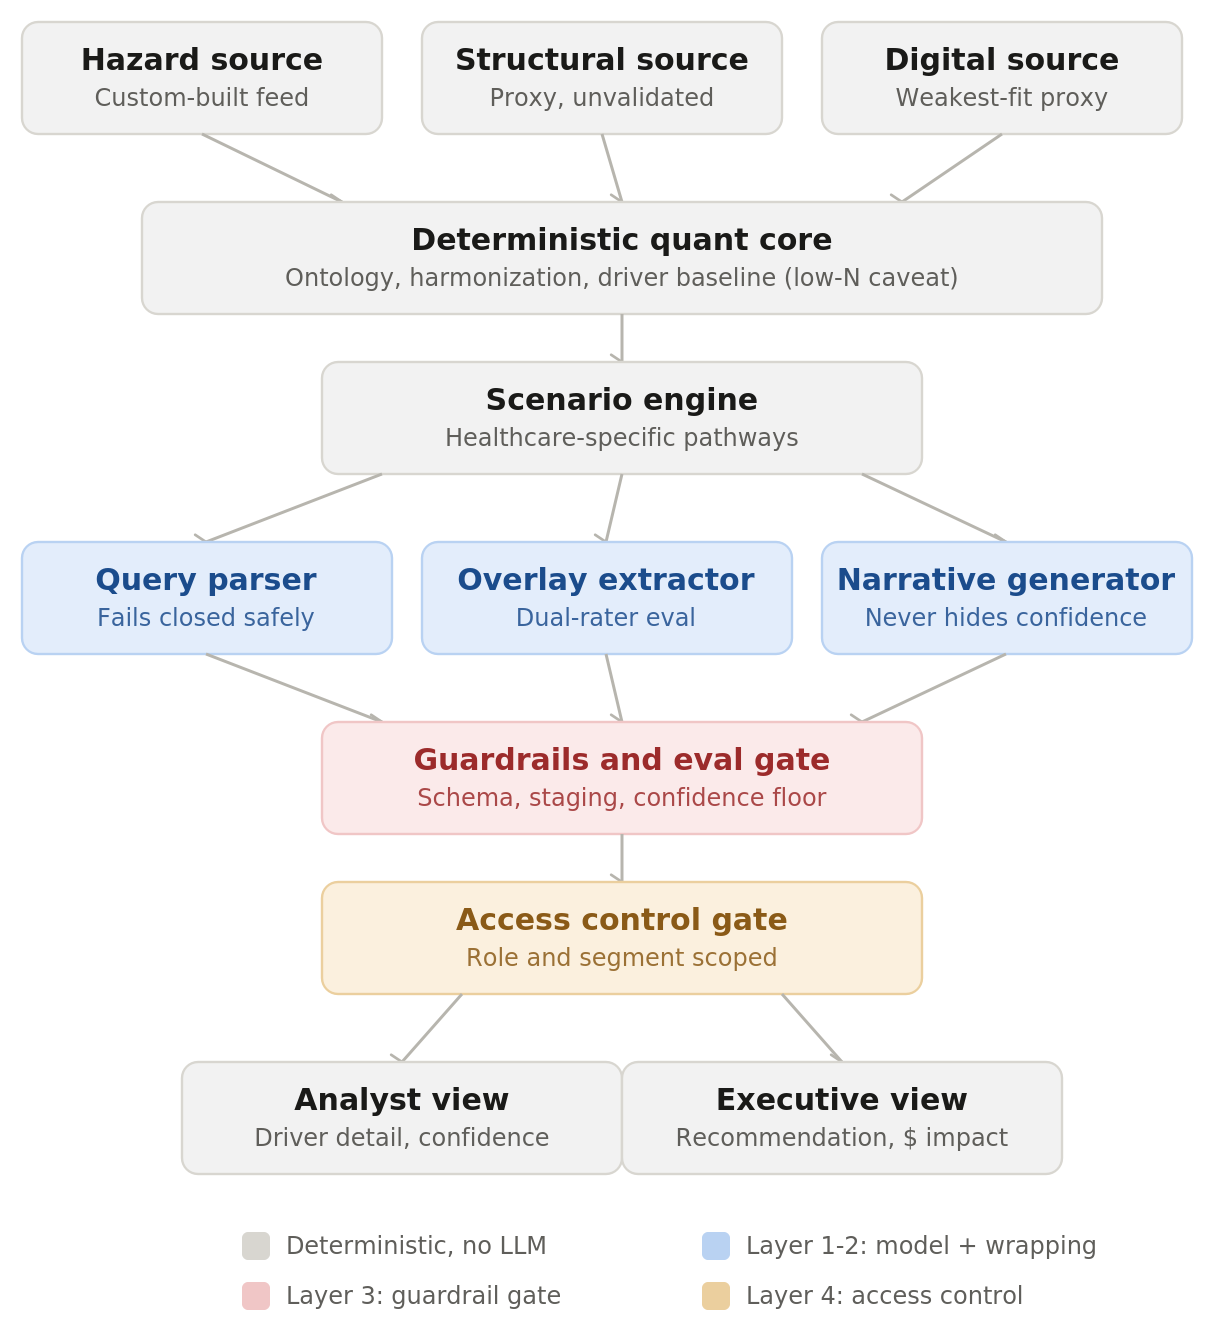 Hazard source
Custom-built feed
Structural source
Proxy, unvalidated
Digital source
Weakest-fit proxy
Deterministic quant core
Ontology, harmonization, driver baseline (low-N caveat)
Scenario engine
Healthcare-specific pathways
Query parser
Fails closed safely
Overlay extractor
Dual-rater eval
Narrative generator
Never hides confidence
Guardrails and eval gate
Schema, staging, confidence floor
Access control gate
Role and segment scoped
Analyst view
Driver detail, confidence
Executive view
Recommendation, $ impact
Deterministic, no LLM
Layer 1-2: model + wrapping
Layer 3: guardrail gate
Layer 4: access control